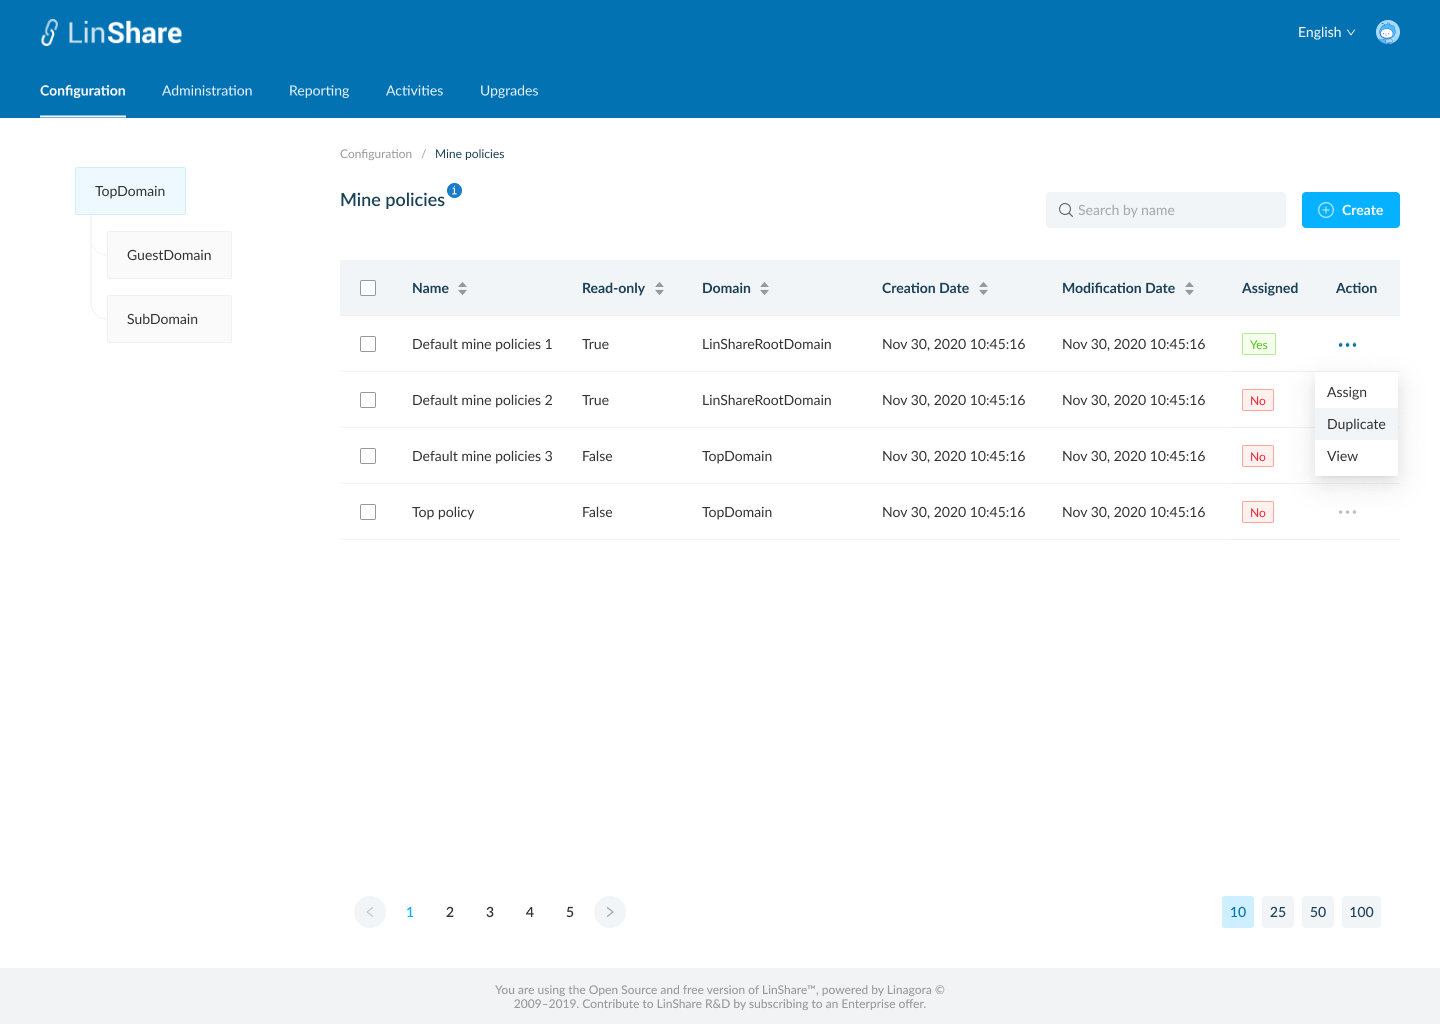 LinShare
English
Configuration Administration Reporting Activities Upgrades
Configuration / Mine policies
TopDomain
GuestDomain
SubDomain
Mine policies
i
Search by name
Create
Name Read-only Domain Creation Date Modification Date Assigned Action
Default mine policies 1 True LinShareRootDomain Nov 30, 2020 10:45:16 Nov 30, 2020 10:45:16 Yes
Default mine policies 2 True LinShareRootDomain Nov 30, 2020 10:45:16 Nov 30, 2020 10:45:16 No
Default mine policies 3 False TopDomain Nov 30, 2020 10:45:16 Nov 30, 2020 10:45:16 No
Top policy False TopDomain Nov 30, 2020 10:45:16 Nov 30, 2020 10:45:16 No
Assign
Duplicate
View
< 1 2 3 4 5 >
10 25 50 100
You are using the Open Source and free version of LinShare™, powered by Linagora ©
2009–2019. Contribute to LinShare R&D by subscribing to an Enterprise offer.